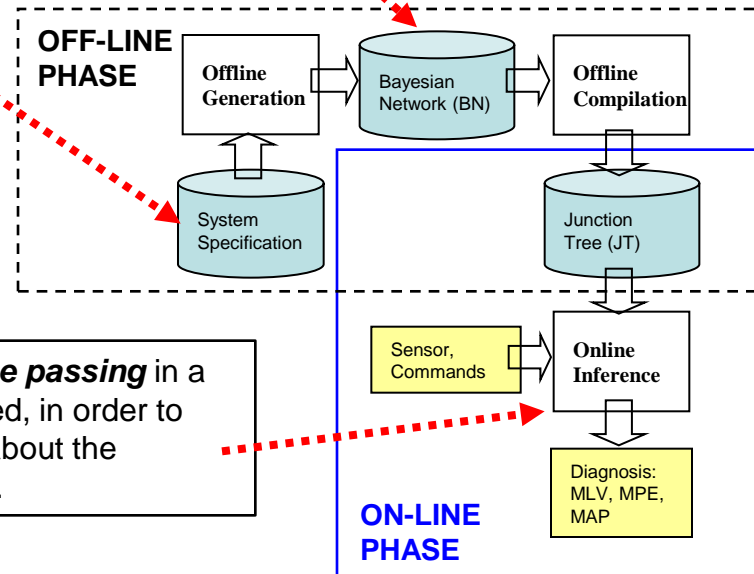 OFF-LINE
PHASE
Offline
Generation
Bayesian
Network (BN)
Offline
Compilation
System
Specification
Junction
Tree (JT)
Sensor,
Commands
Online
Inference
passing in a
ed, in order to
about the
Diagnosis:
MLV, MPE,
MAP
ON-LINE
PHASE